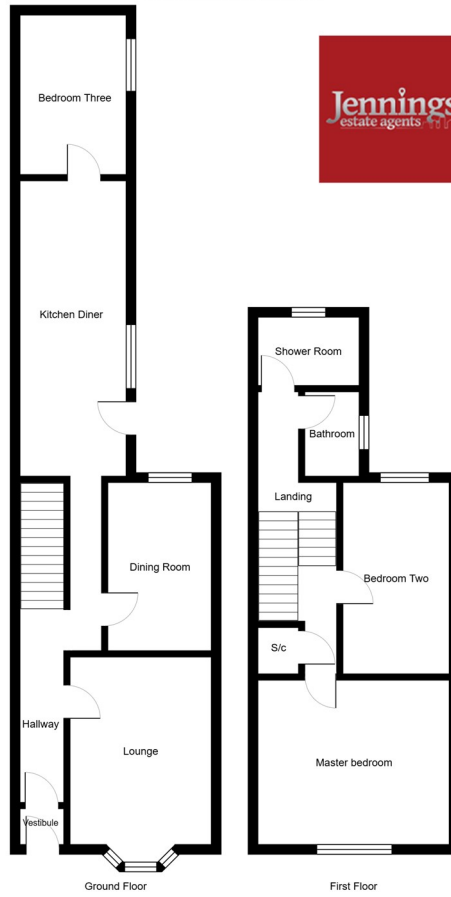 Bedroom Three
Jennings
estate agents
Kitchen Diner
Shower Room
Bathroom
Landing
Dining Room
Bedroom Two
S/c
Hallway
Lounge
Master bedroom
Vestibule
Ground Floor
First Floor